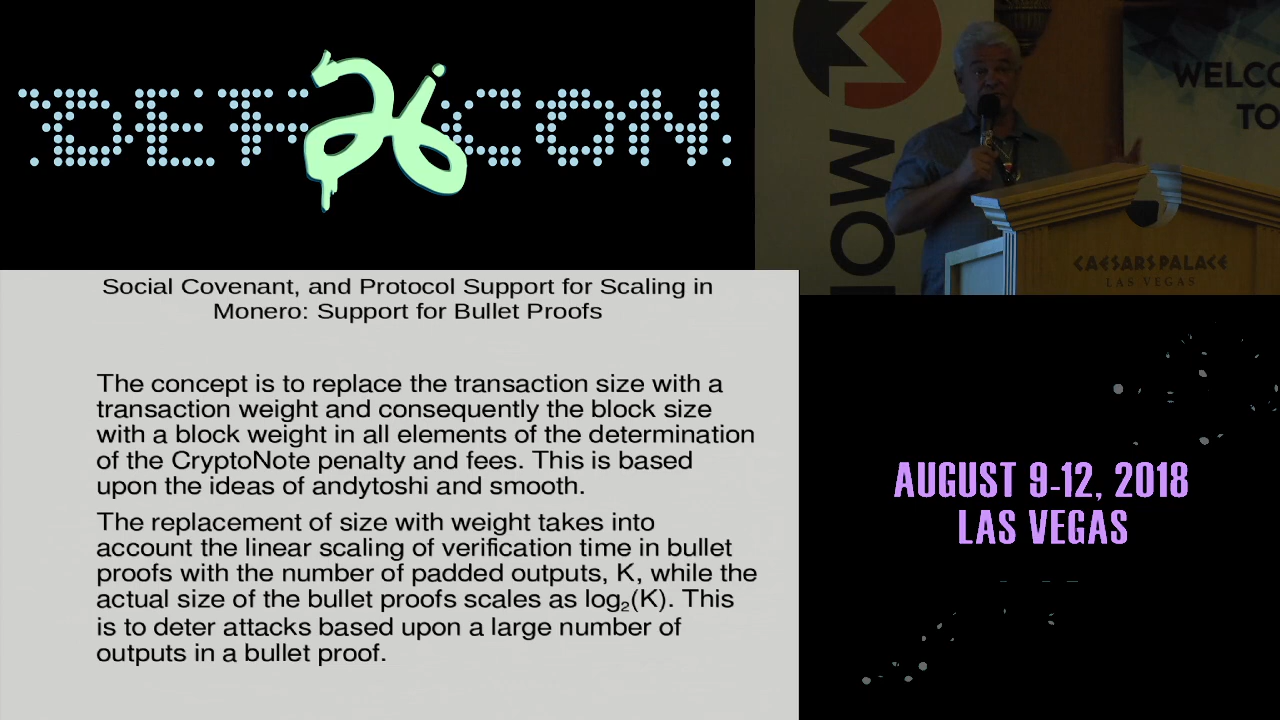 DEFCON
26
WELCO
TO
MOW
CAESARS PALACE
LAS VEGAS
Social Covenant, and Protocol Support for Scaling in
Monero: Support for Bullet Proofs
The concept is to replace the transaction size with a
transaction weight and consequently the block size
with a block weight in all elements of the determination
of the CryptoNote penalty and fees. This is based
upon the ideas of andytoshi and smooth.
The replacement of size with weight takes into
account the linear scaling of verification time in bullet
proofs with the number of padded outputs, K, while the
actual size of the bullet proofs scales as log₂(K). This
is to deter attacks based upon a large number of
outputs in a bullet proof.
AUGUST 9-12, 2018
LAS VEGAS